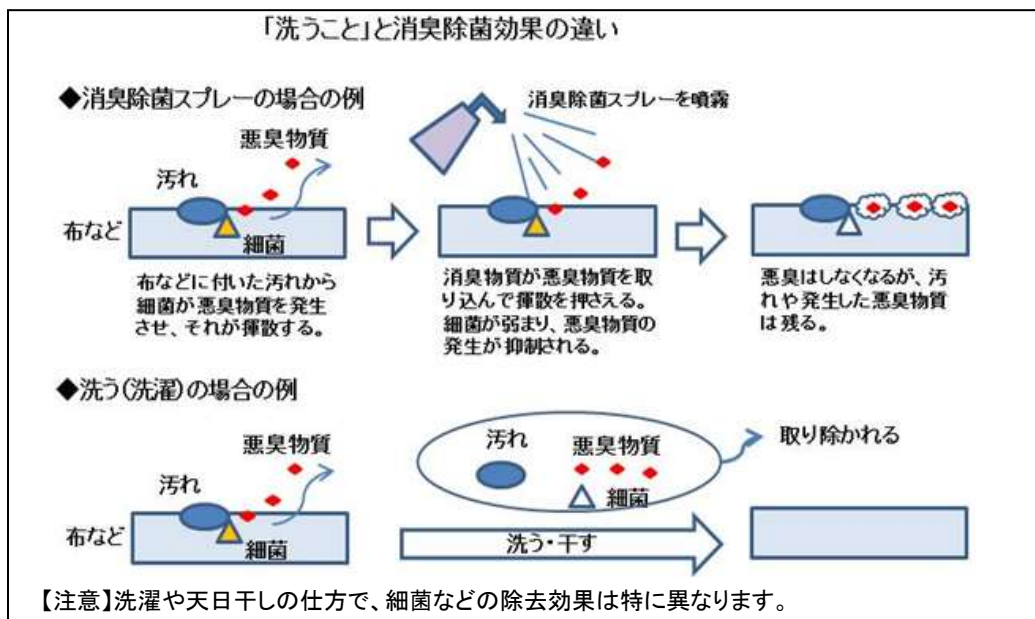 「洗うこと」と消臭除菌効果の違い
◆消臭除菌スプレーの場合の例
消臭除菌スプレーを噴霧
悪臭物質
汚れ
布など
細菌
布などに付いた汚れから
細菌が悪臭物質を発生
させ、それが揮散する。
消臭物質が悪臭物質を取
り込んで揮散を押さえる。
細菌が弱まり、悪臭物質の
発生が抑制される。
悪臭はしなくなるが、汚
れや発生した悪臭物質
は残る。
◆洗う(洗濯)の場合の例
悪臭物質
汚れ
布など
細菌
汚れ
悪臭物質
細菌
取り除かれる
洗う・干す
【注意】洗濯や天日干しの仕方で、細菌などの除去効果は特に異なります。